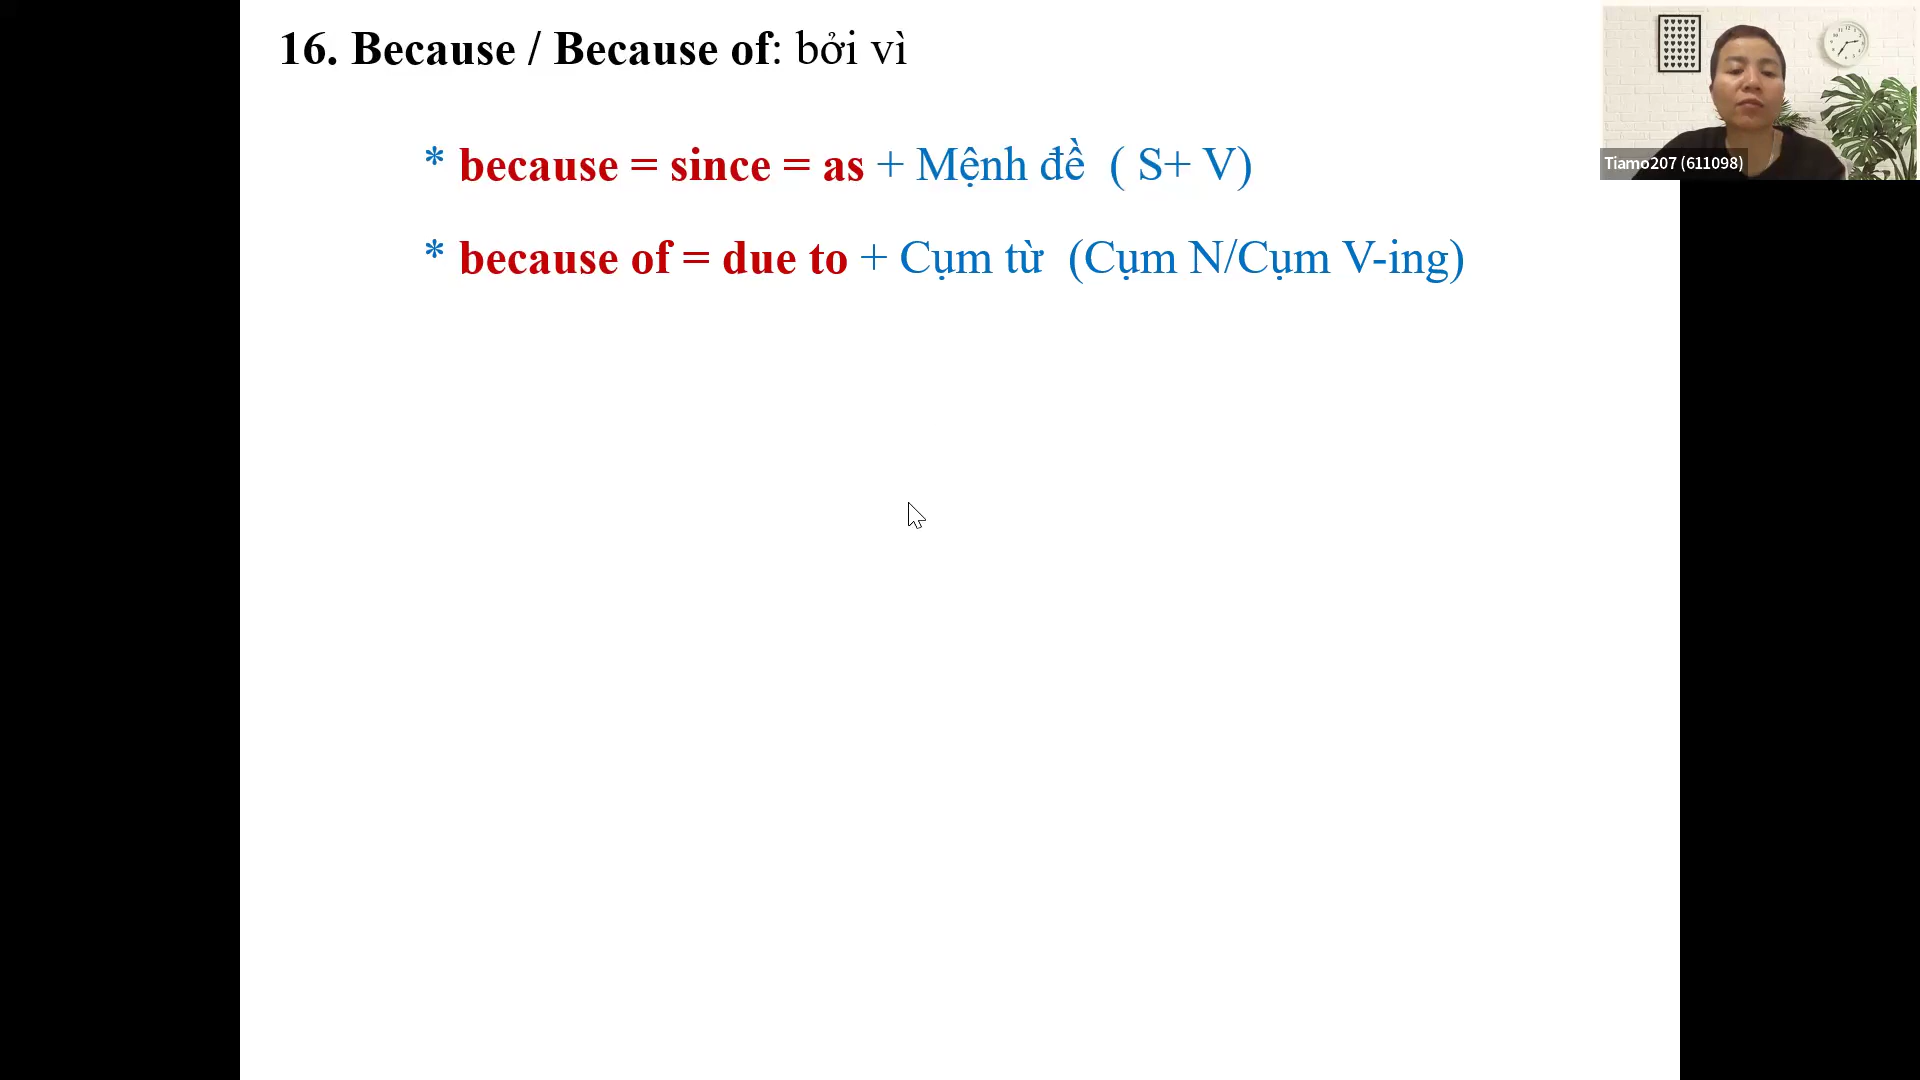 16. Because / Because of: bởi vì
* because = since = as + Mệnh đề ( S+ V)
* because of = due to + Cụm từ (Cụm N/Cụm V-ing)
Tiamo207 (611098)